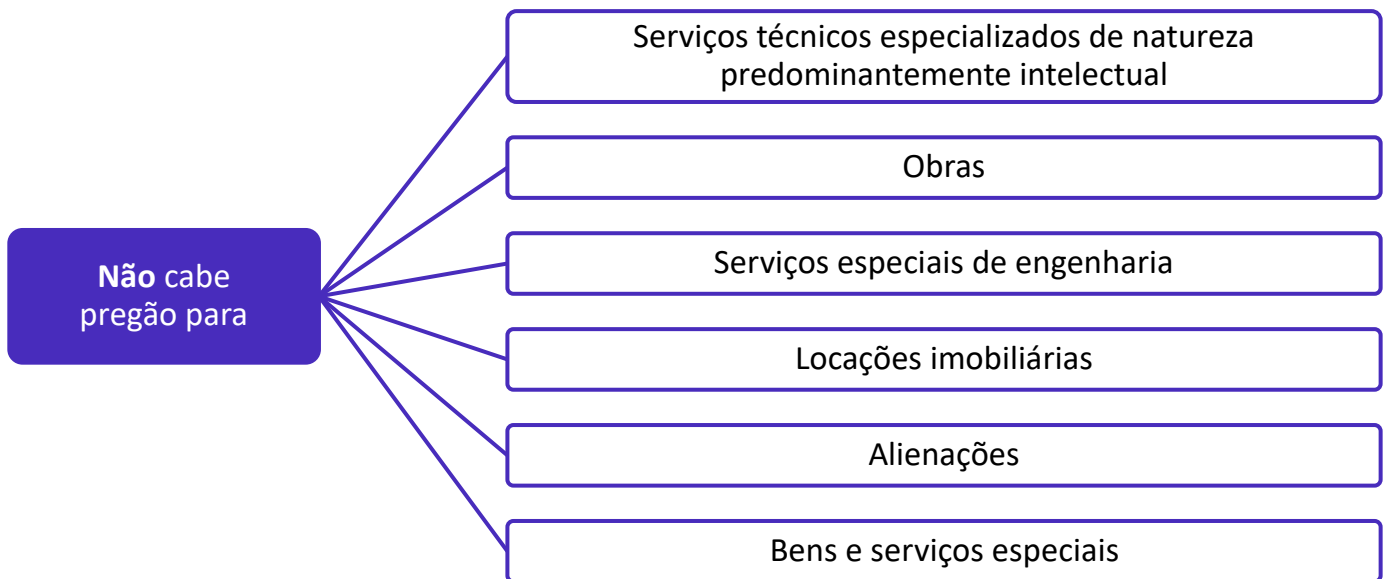 Serviços técnicos especializados de natureza
predominantemente intelectual
Obras
Não cabe
pregão para
Serviços especiais de engenharia
Locações imobiliárias
Alienações
Bens e serviços especiais